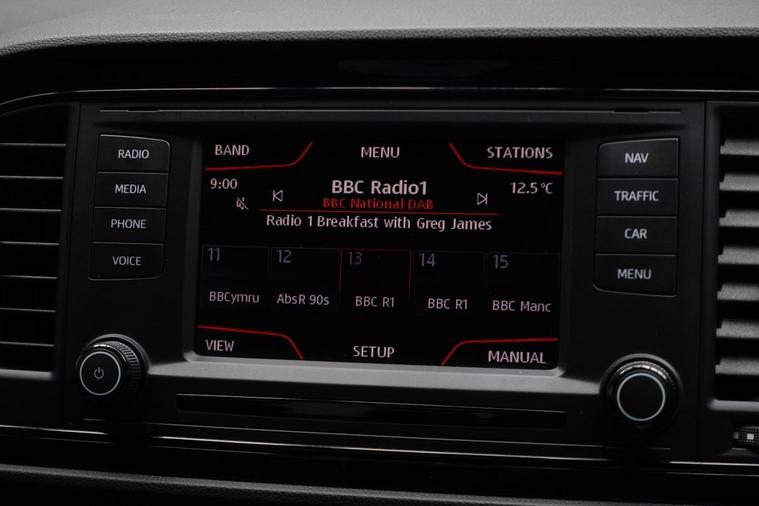 BAND MENU STATIONS
RADIO
MEDIA
PHONE
VOICE
9:00 BBC Radio1 12.5°C
BBC National DAB
Radio 1 Breakfast with Greg James
11 12 13 14 15
BBCymru AbsR 90s BBC R1 BBC R1 BBC Manc
VIEW SETUP MANUAL
NAV
TRAFFIC
CAR
MENU